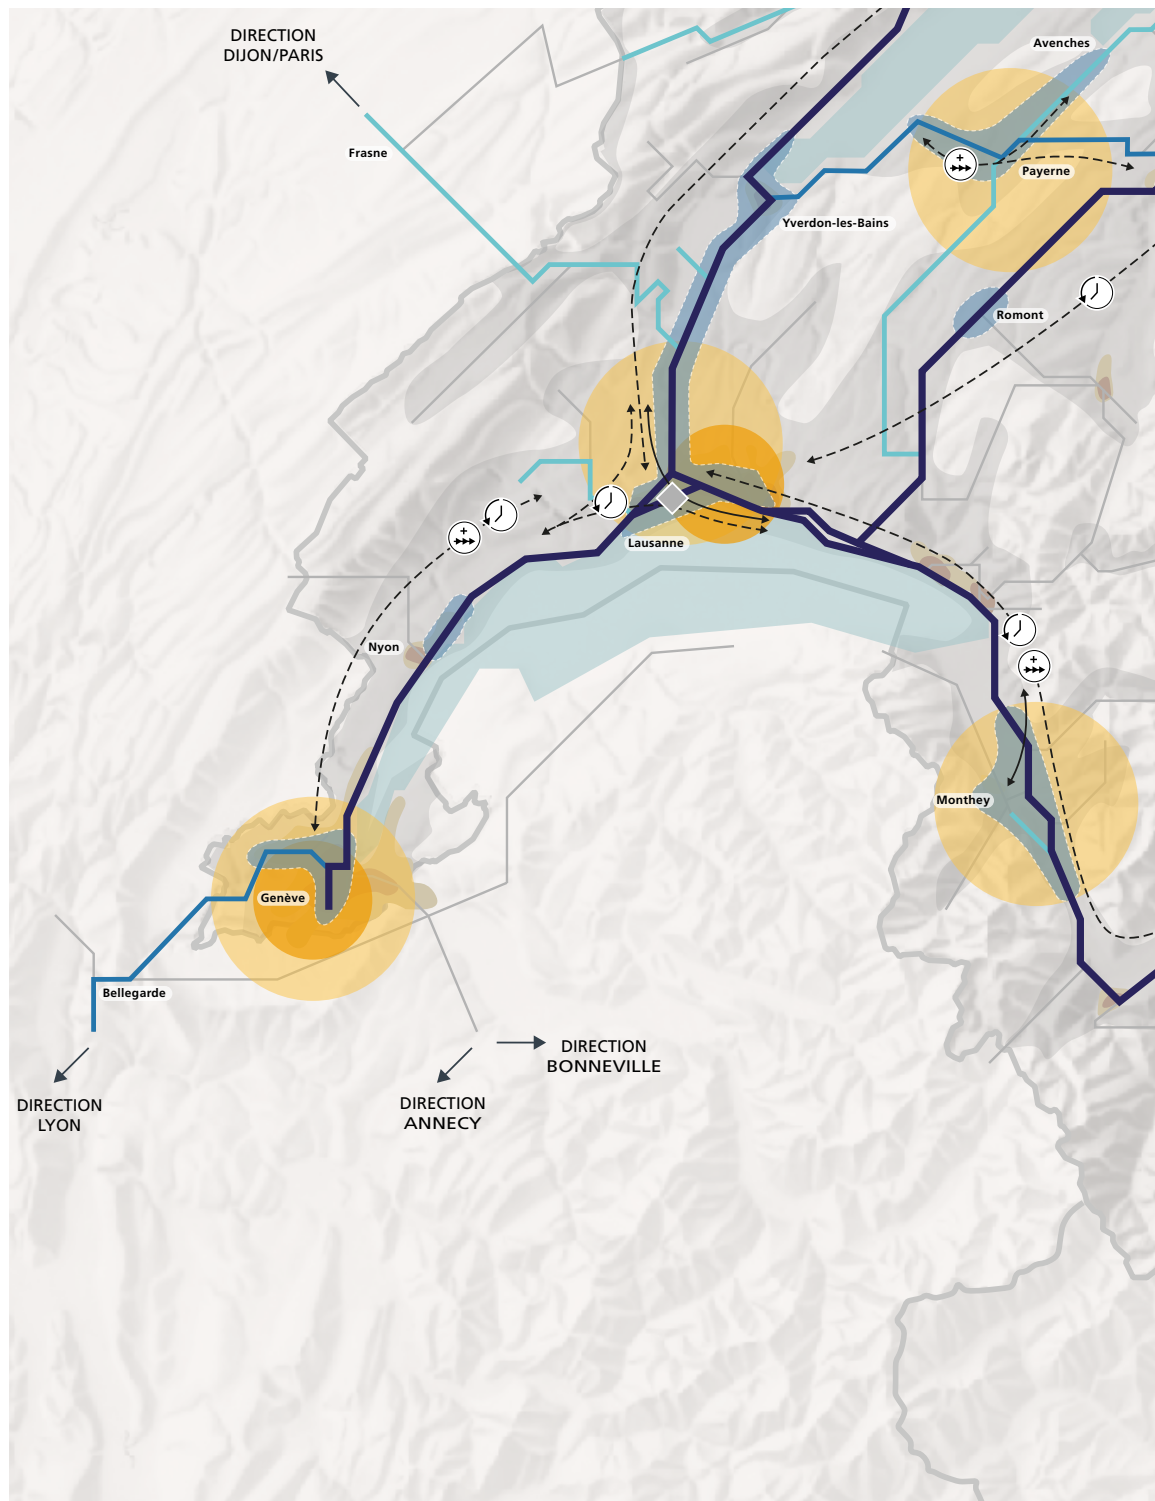 DIRECTION
DIJON/PARIS
Avenches
Frasne
Payerne
Yverdon-les-Bains
Romont
Lausanne
Nyon
Monthey
Genève
Bellegarde
DIRECTION
BONNEVILLE
DIRECTION
LYON
DIRECTION
ANNECY